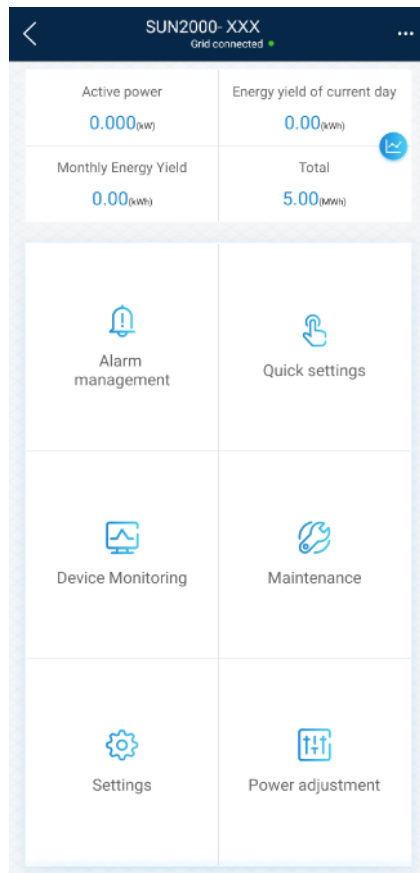 SUN2000- XXX
Grid connected
Active power
Energy yield of current day
0.000(kW)
0.00(kWh)
Monthly Energy Yield
Total
0.00(kWh)
5.00(MWh)
Alarm
management
Quick settings
Device Monitoring
Maintenance
Settings
Power adjustment